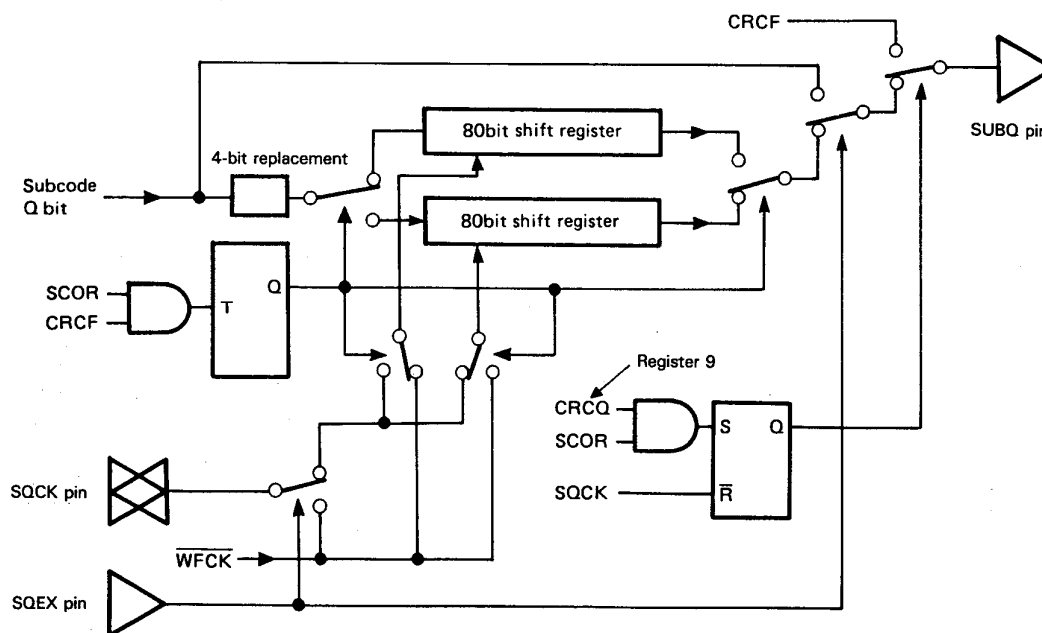 CRCF
80bit shift register
SUBQ pin
4-bit replacement
Subcode
Q bit
80bit shift register
SCOR
CRCF
T
Q
Register 9
CRCQ
SCOR
S
Q
SQCK pin
SQCK
R
WFCK
SQEX pin